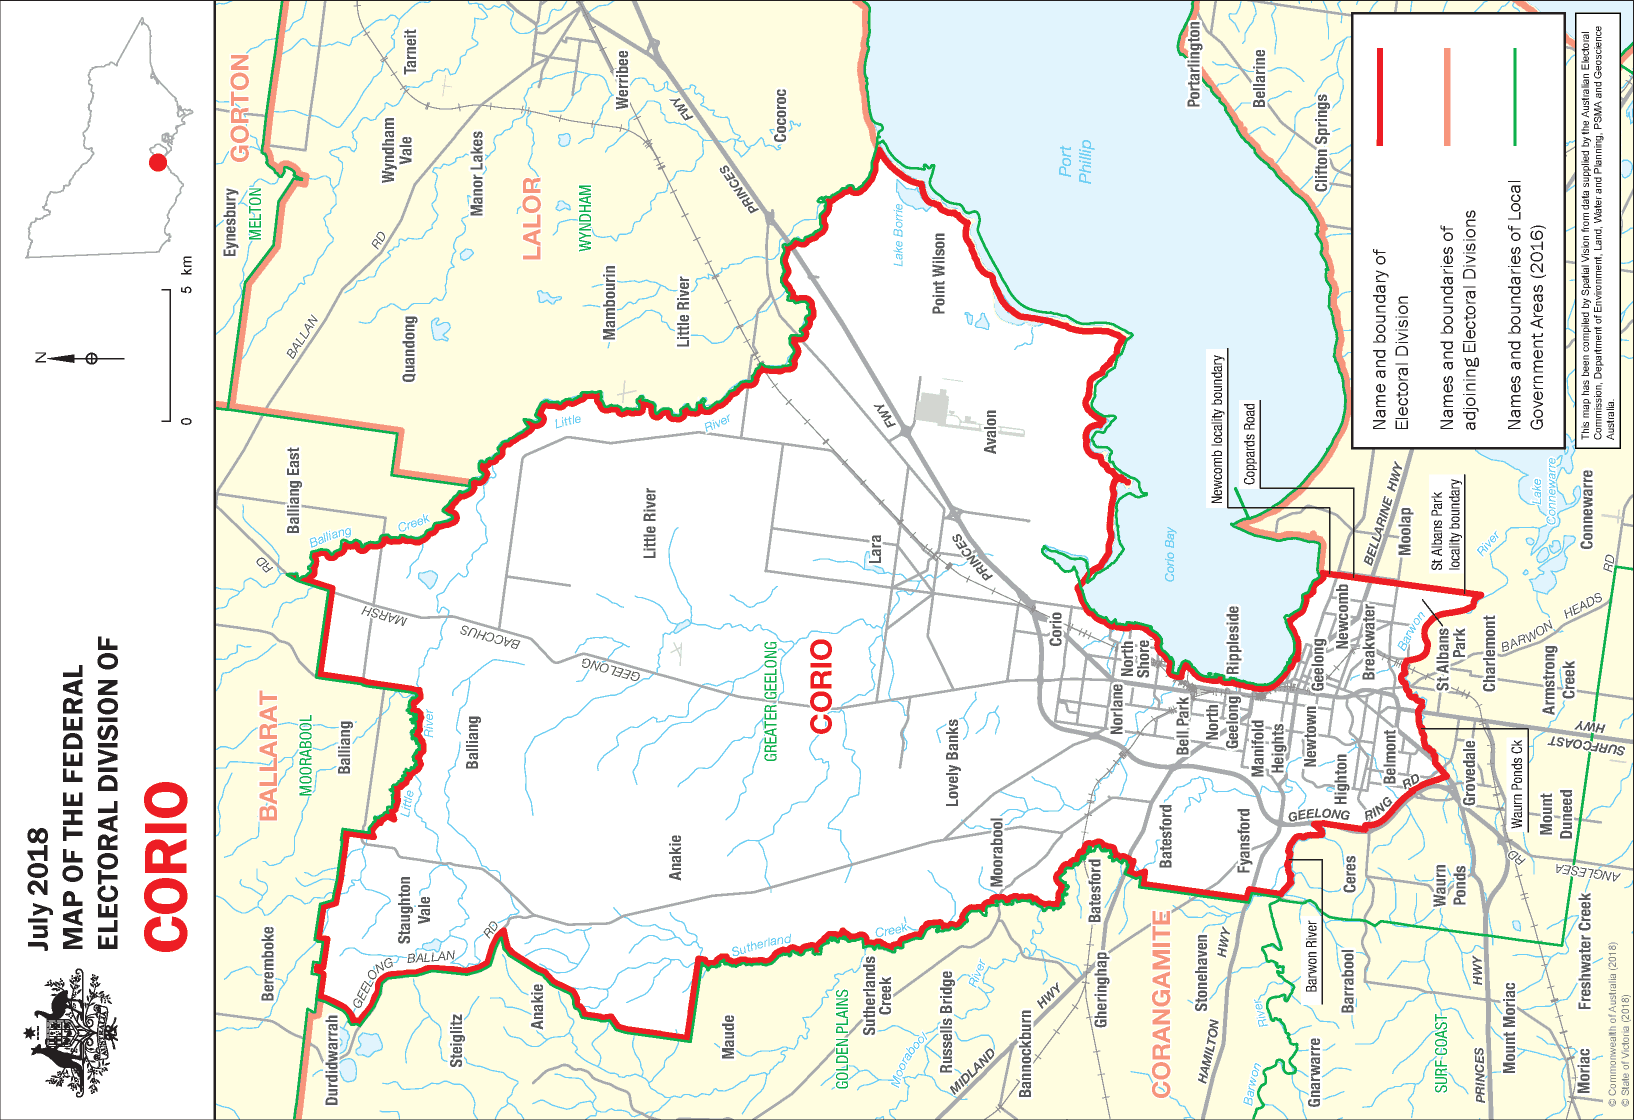 July 2018
MAP OF THE FEDERAL
ELECTORAL DIVISION OF
CORIO
N
0
5 km
GORTON
BALLARAT
LALOR
CORANGAMITE
CORIO
MELTON
WYNDHAM
MOORABOOL
GREATER GEELONG
GOLDEN PLAINS
SURF COAST
Eynesbury
Tarneit
Wyndham
Vale
Manor Lakes
Werribee
Cocoroc
Quandong
Mambourin
Little River
Balliang East
Balliang
Creek
Little
River
BALLAN
RD
PRINCES
FWY
Point Wilson
Lake Borrie
Port
Phillip
Portarlington
Bellarine
Clifton Springs
Avalon
FWY
PRINCES
Little River
Lara
RD
MARSH
BACCHUS
GEELONG
Balliang
Balliang
Little
River
Corio Bay
Corio
North
Shore
Norlane
Rippleside
Bell Park
North
Geelong
Manifold
Heights
Geelong
Newtown
Newcomb
Breakwater
Highton
Belmont
Lovely Banks
Anakie
Moorabool
Batesford
Batesford
Fyansford
GEELONG
RING
RD
Beremboke
Staughton
Vale
Durdidwarrah
GEELONG
BALLAN
RD
Steiglitz
Anakie
Maude
Sutherland
Creek
Sutherlands
Creek
Russells Bridge
Moorabool
River
Bannockburn
MIDLAND
HWY
Gheringhap
Stonehaven
HAMILTON
HWY
Barwon
River
Gnarwarre
Barrabool
Barwon River
Ceres
Waurn
Ponds
Waurn Ponds Ck
Grovedale
Mount
Duneed
Armstrong
Creek
Charlemont
St Albans
Park
Barwon
River
BARWON
HEADS
RD
SURFCOAST
HWY
ANGLESEA
RD
PRINCES
HWY
Mount Moriac
Moriac
Freshwater Creek
Connewarre
Lake
Connewarre
Moolap
BELLARINE HWY
Newcomb locality boundary
Coppards Road
St Albans Park
locality boundary
Name and boundary of
Electoral Division
Names and boundaries of
adjoining Electoral Divisions
Names and boundaries of Local
Government Areas (2016)
This map has been compiled by Spatial Vision from data supplied by the Australian Electoral
Commission, Department of Environment, Land, Water and Planning, PSMA and Geoscience
Australia.
© Commonwealth of Australia (2018)
© State of Victoria (2018)